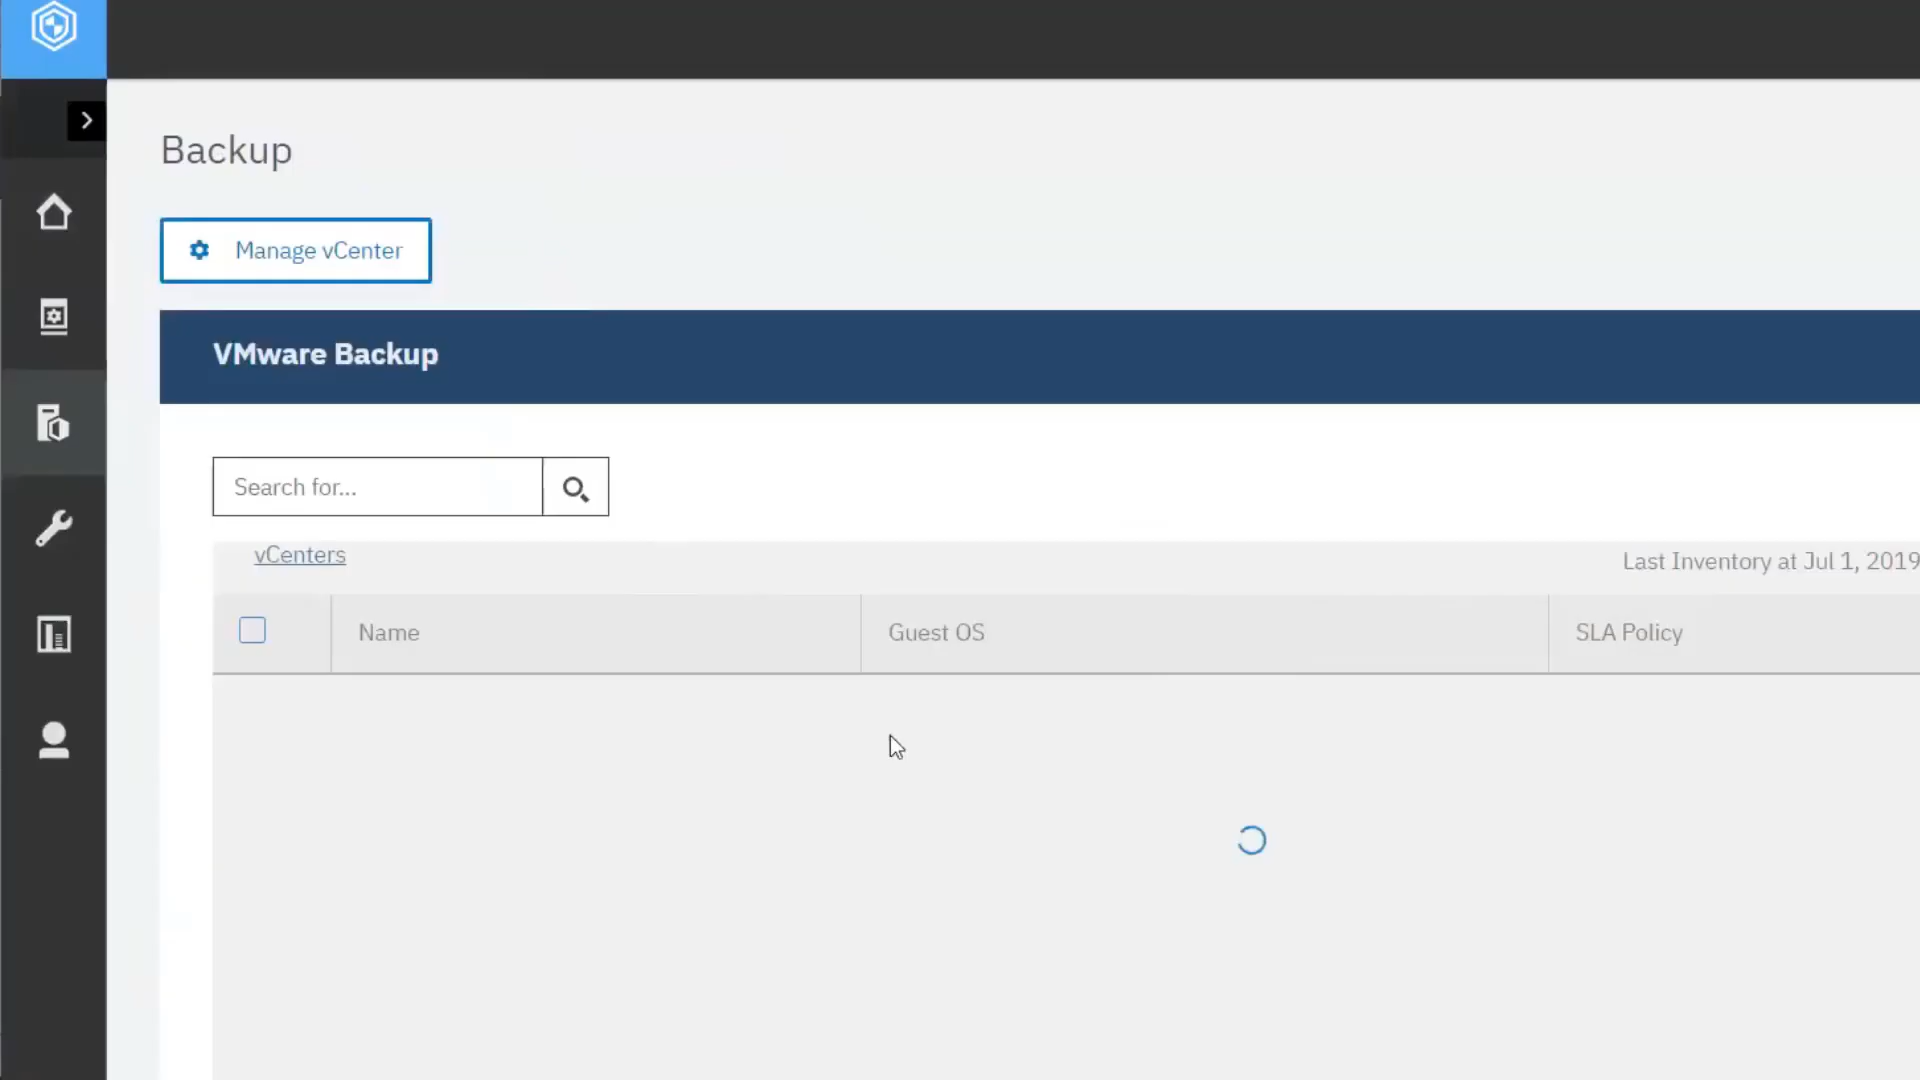 Backup
Manage vCenter
VMware Backup
Search for...
vCenters
Last Inventory at Jul 1, 2019
Name
Guest OS
SLA Policy